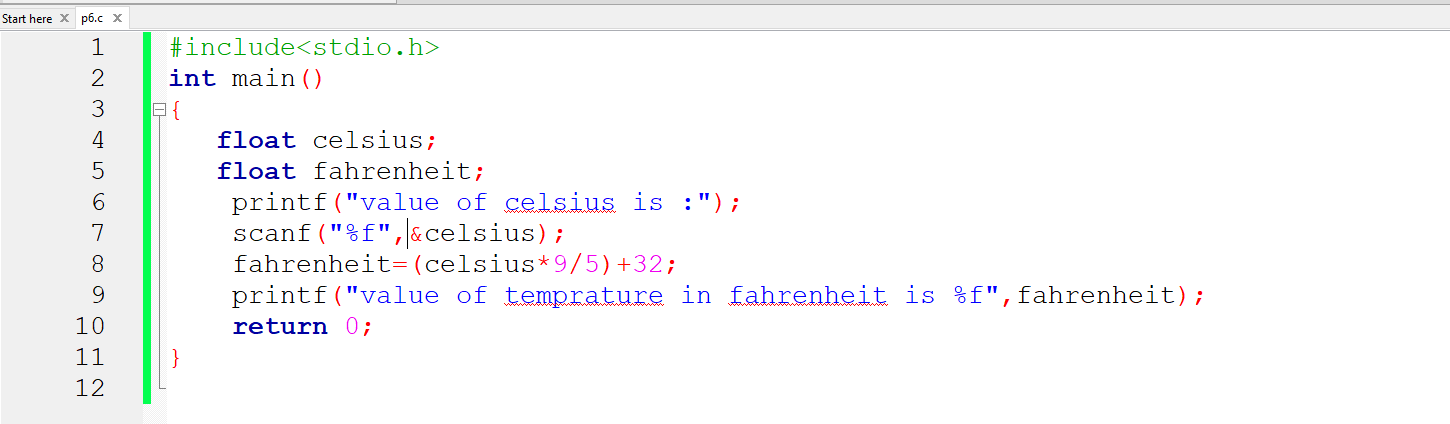 Start here X p6.c X
1 #include<stdio.h>
2 int main()
3 {
4 float celsius;
5 float fahrenheit;
6 printf("value of celsius is :");
7 scanf("%f",&celsius);
8 fahrenheit=(celsius*9/5)+32;
9 printf("value of temprature in fahrenheit is %f",fahrenheit);
10 return 0;
11 }
12